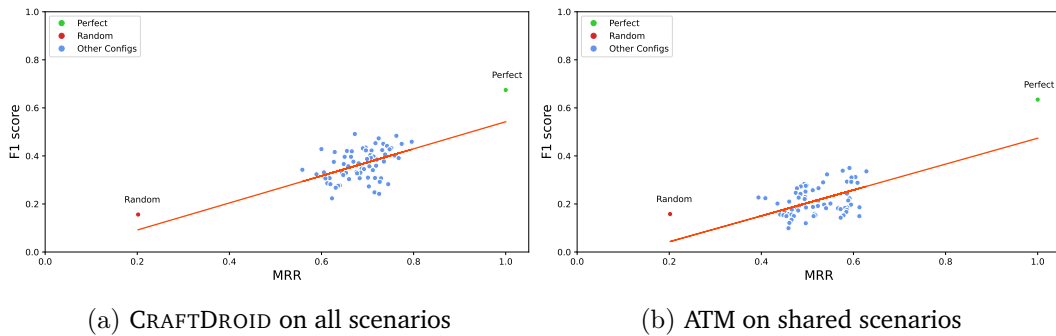 1.0
0.8
0.6
0.4
0.2
0.0
F1 score
Perfect
Random
Other Configs
Perfect
Random
0.0 0.2 0.4 0.6 0.8 1.0
MRR
(a) CRAFTDROID on all scenarios
1.0
0.8
0.6
0.4
0.2
0.0
F1 score
Perfect
Random
Other Configs
Perfect
Random
0.0 0.2 0.4 0.6 0.8 1.0
MRR
(b) ATM on shared scenarios